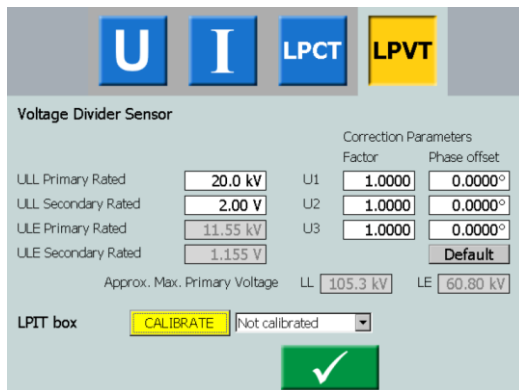 U I LPCT LPVT
Voltage Divider Sensor
Correction Parameters
Factor Phase offset
ULL Primary Rated 20.0 kV U1 1.0000 0.0000°
ULL Secondary Rated 2.00 V U2 1.0000 0.0000°
ULE Primary Rated 11.55 kV U3 1.0000 0.0000°
ULE Secondary Rated 1.155 V Default
Approx. Max. Primary Voltage LL 105.3 kV LE 60.80 kV
LPIT box CALIBRATE Not calibrated